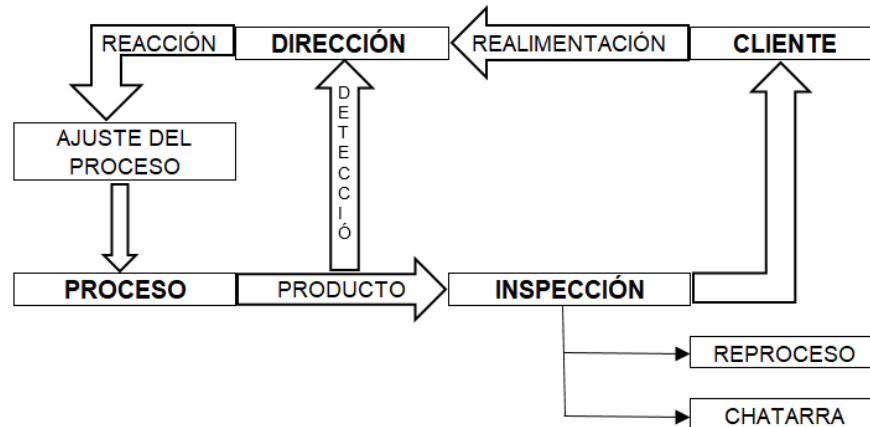 REACCIÓN
DIRECCIÓN
REALIMENTACIÓN
CLIENTE
DETECCIÓ
AJUSTE DEL
PROCESO
PROCESO
PRODUCTO
INSPECCIÓN
REPROCESO
CHATARRA